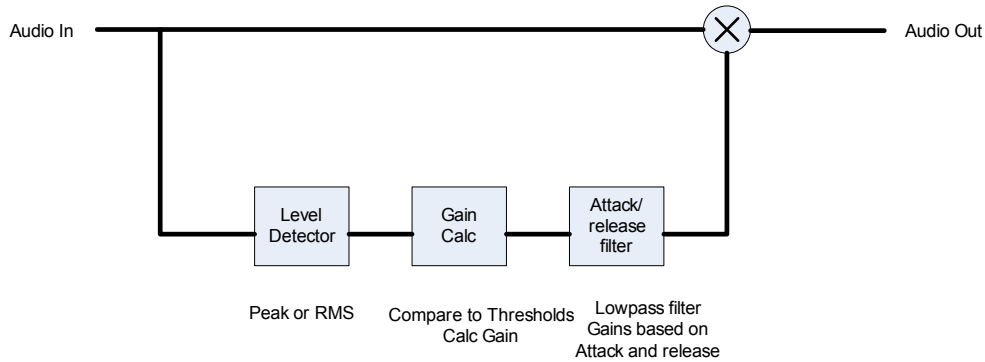 Audio In
Audio Out
Level
Detector
Gain
Calc
Attack/
release
filter
Peak or RMS
Compare to Thresholds
Calc Gain
Lowpass filter
Gains based on
Attack and release